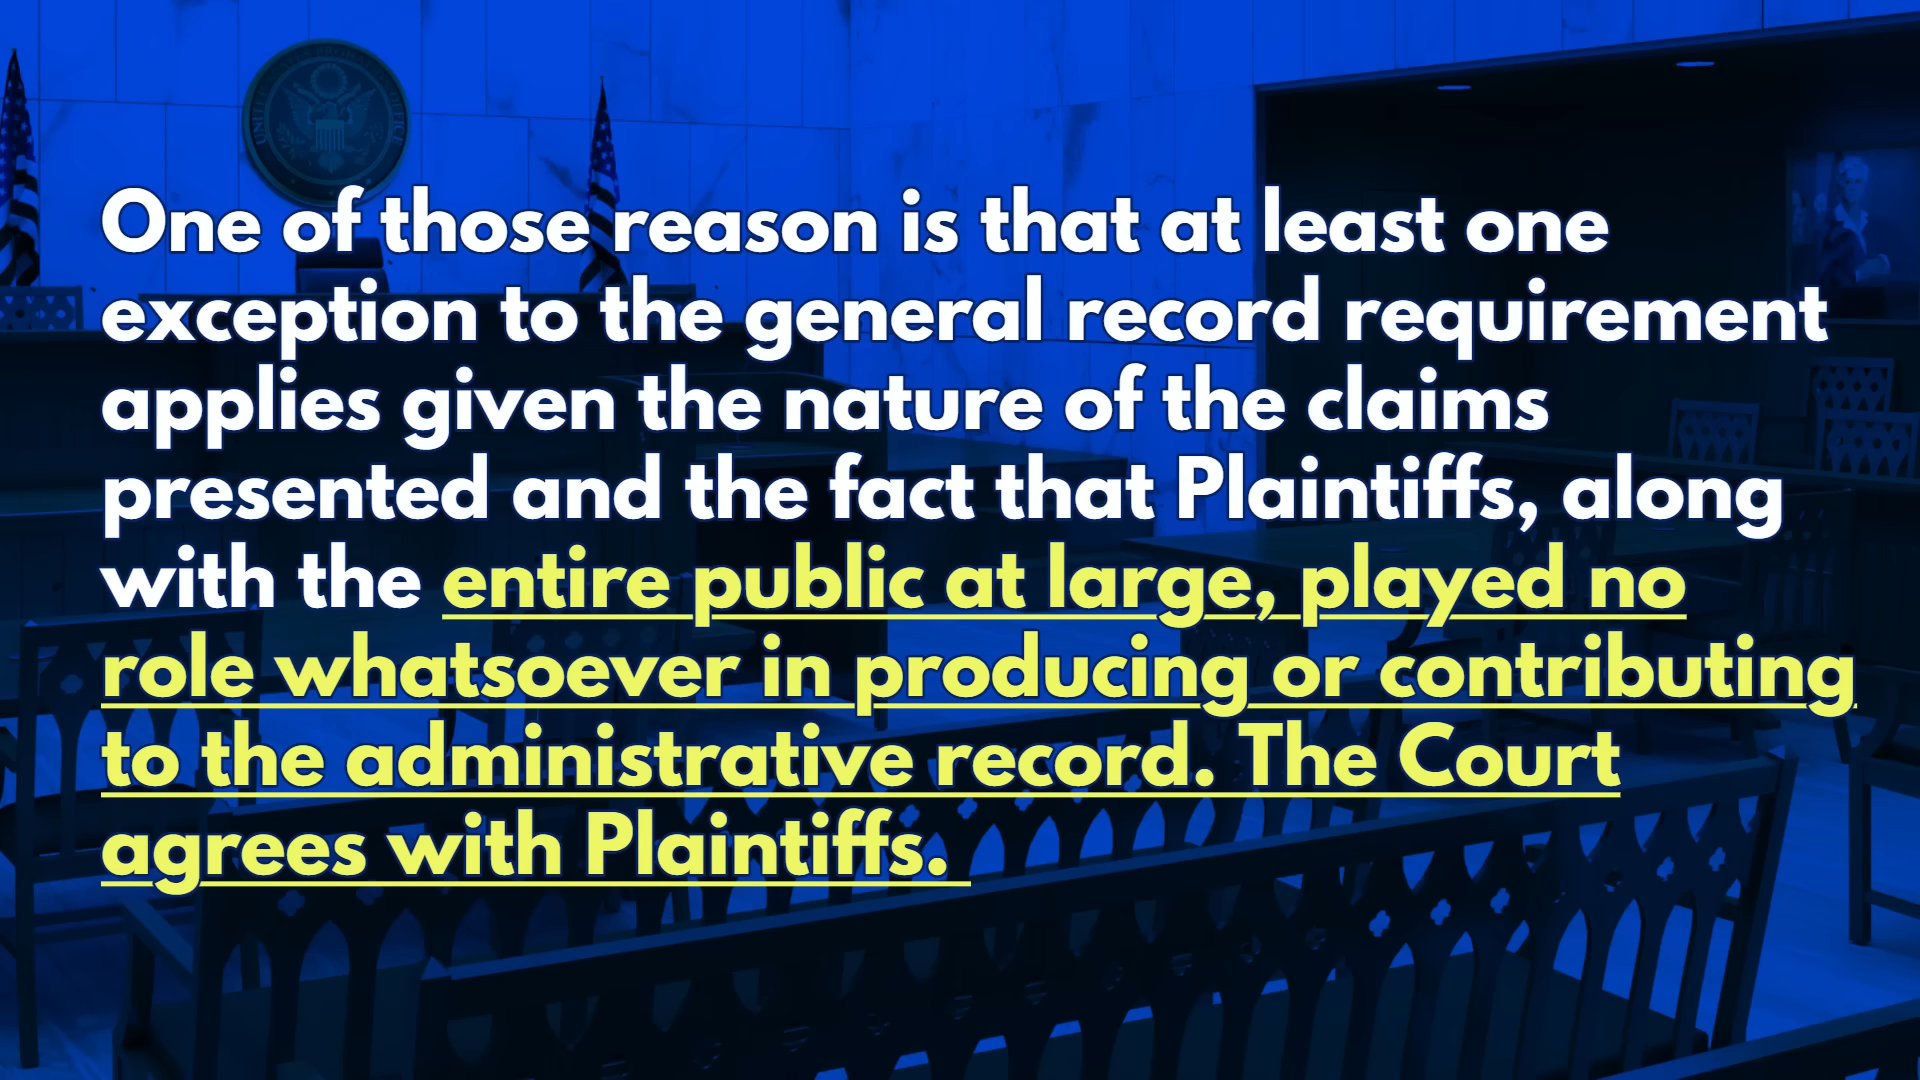 One of those reason is that at least one
exception to the general record requirement
applies given the nature of the claims
presented and the fact that Plaintiffs, along
with the entire public at large, played no
role whatsoever in producing or contributing
to the administrative record. The Court
agrees with Plaintiffs.